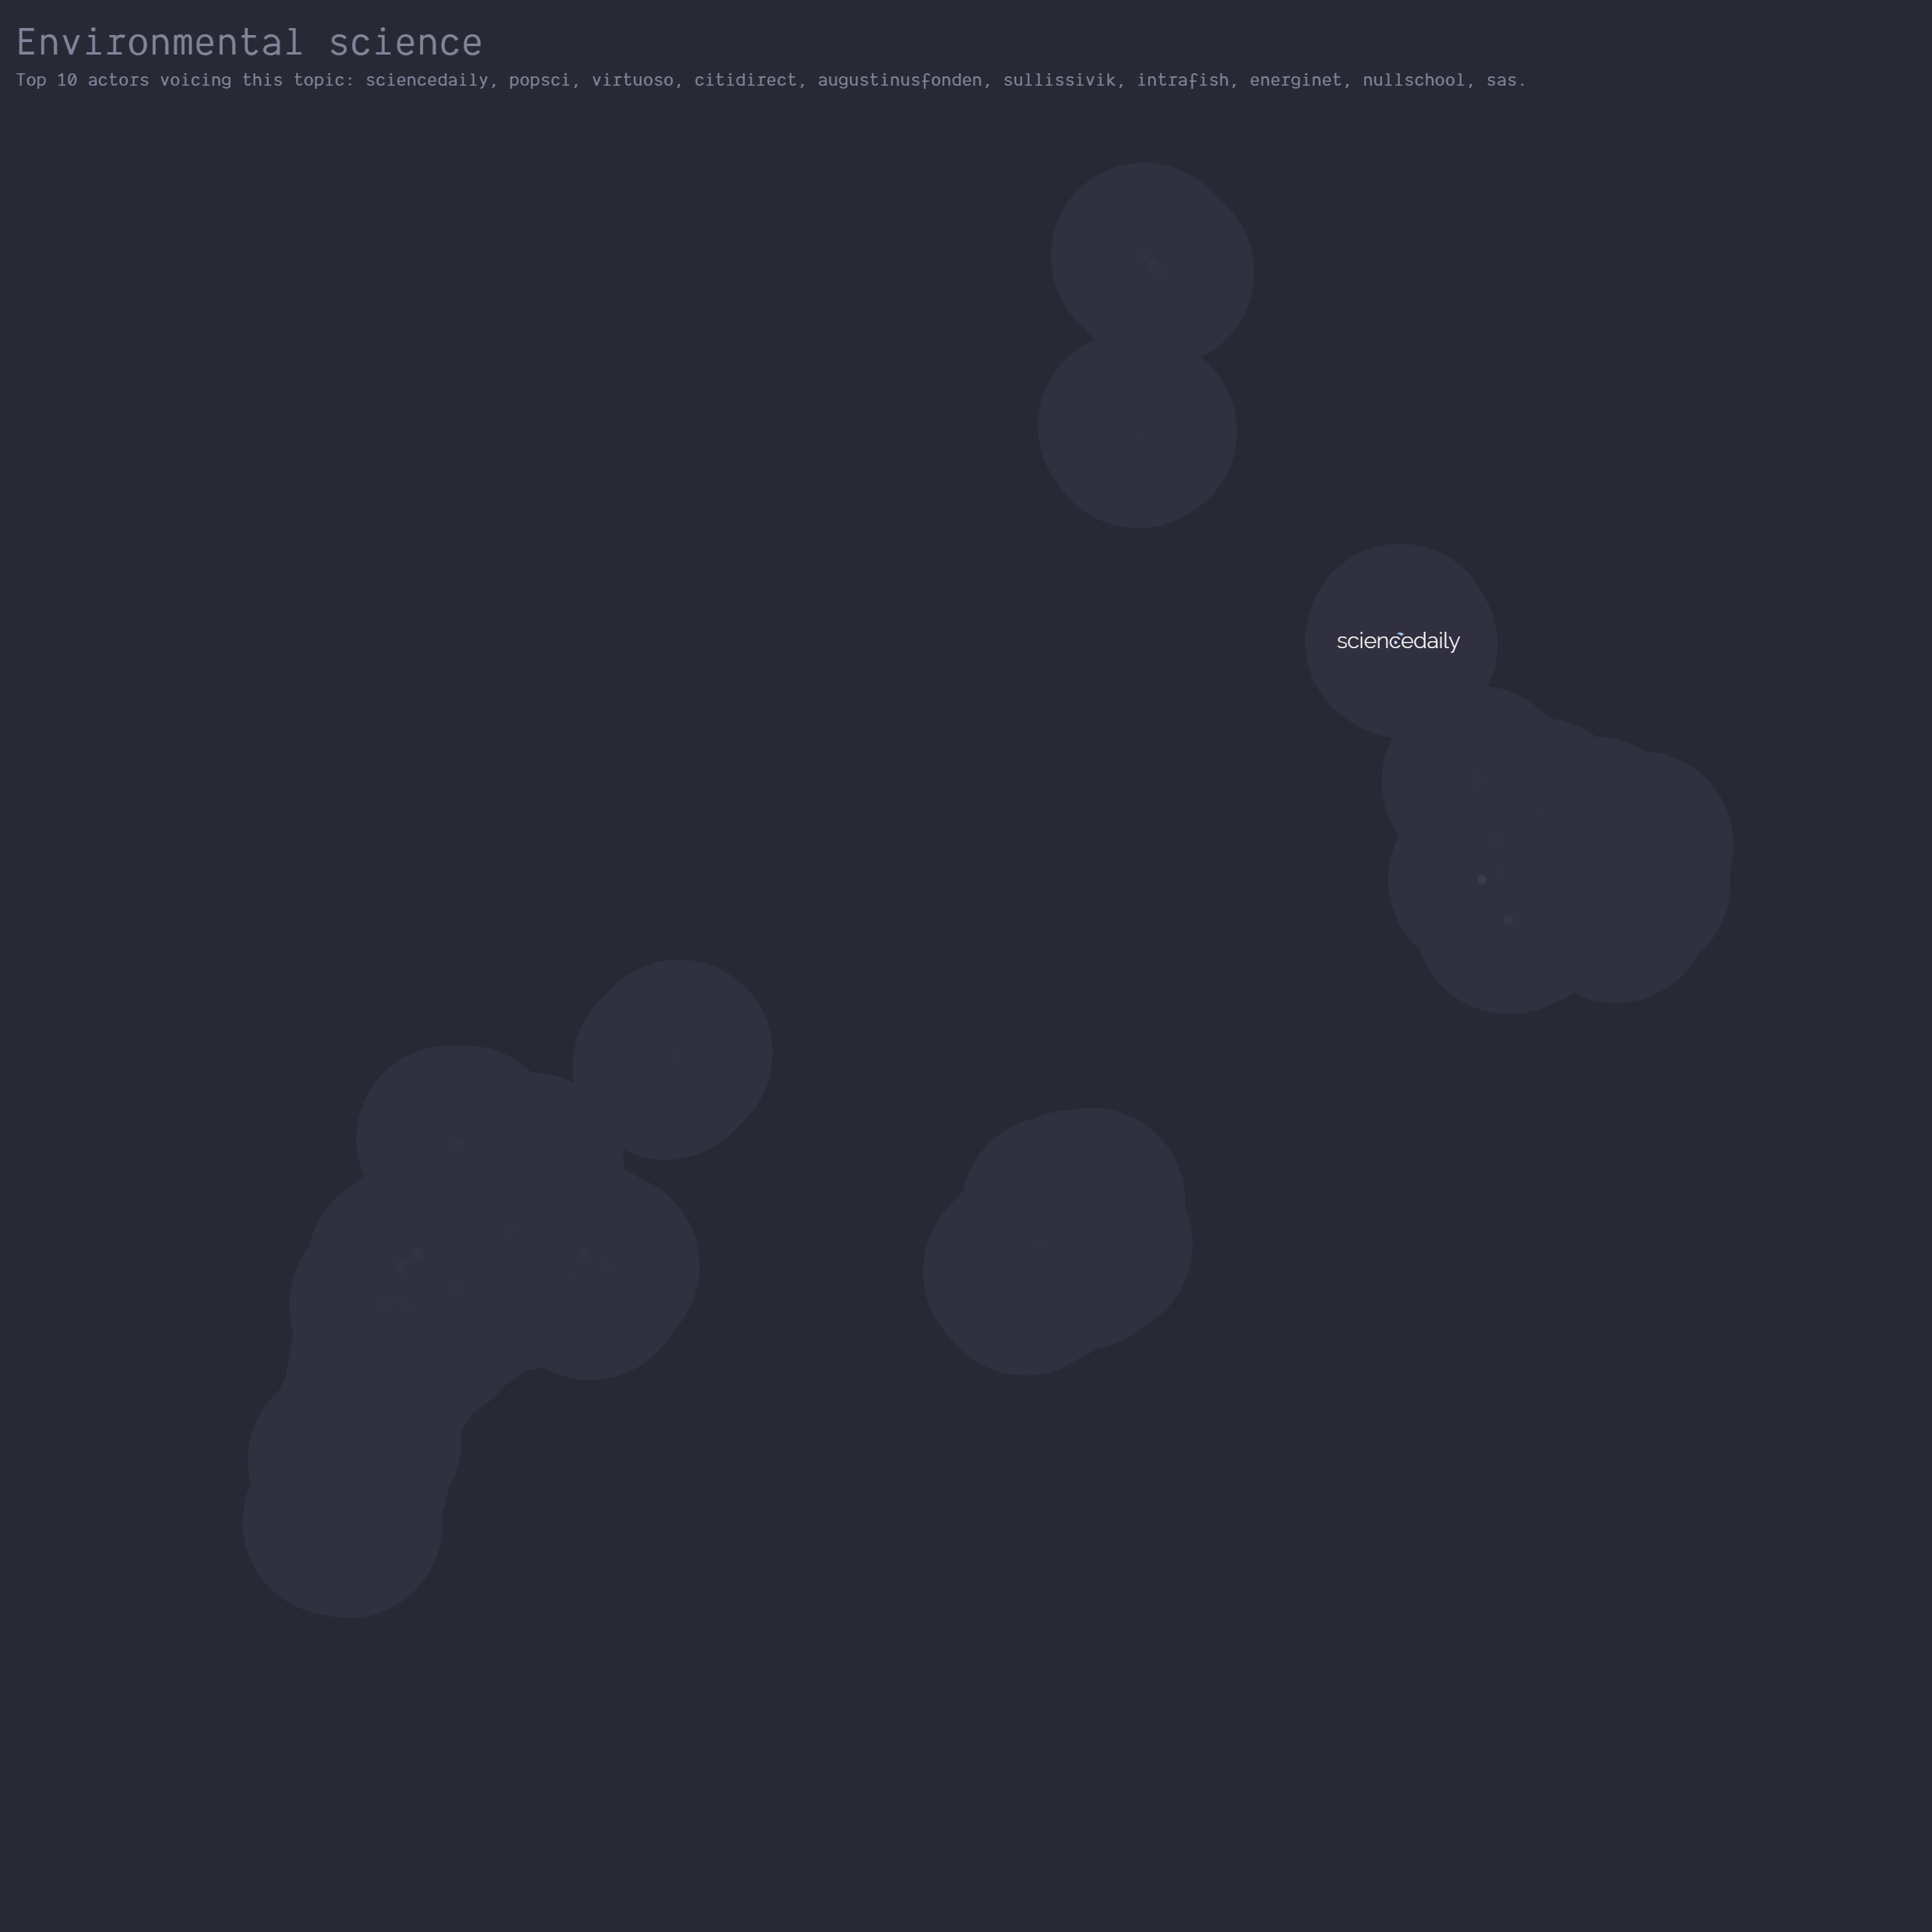 Environmental science
Top 10 actors voicing this topic: sciencedaily, popsci, virtuoso, citidirect, augustinusfonden, sullissivik, intrafish, energinet, nullschool, sas.
sciencedaily